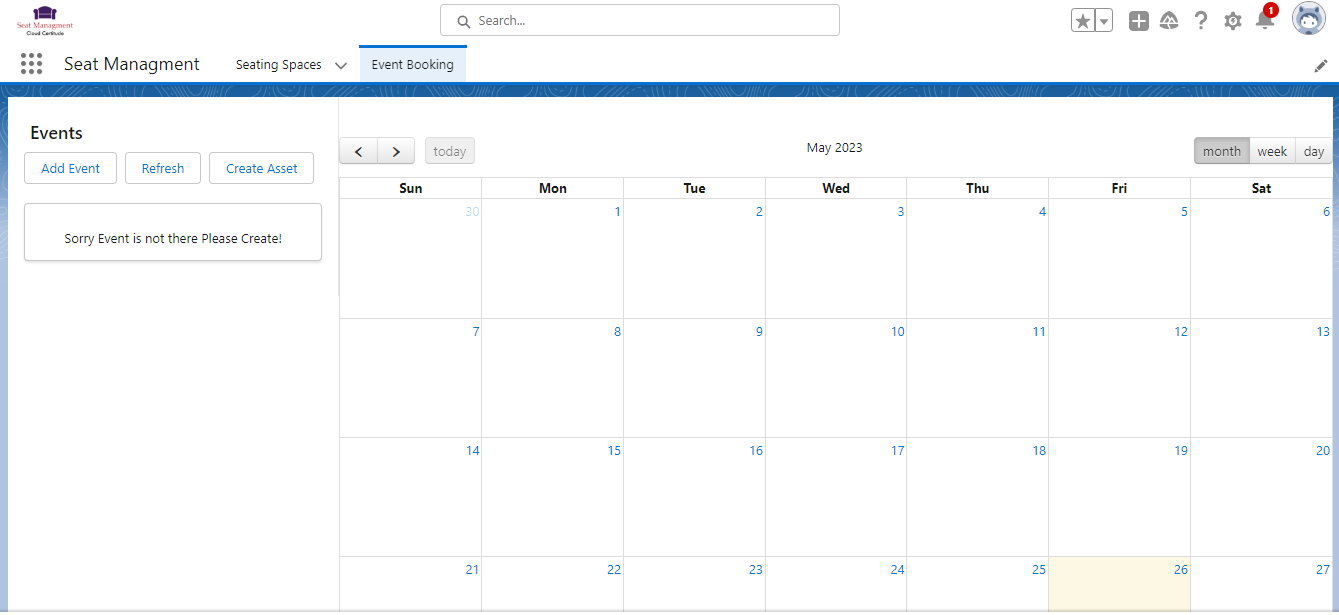 Seat Managment
Cloud Certitude
Search...
1
Seat Managment
Seating Spaces
Event Booking
Events
Add Event
Refresh
Create Asset
Sorry Event is not there Please Create!
today
May 2023
month week day
Sun Mon Tue Wed Thu Fri Sat
30 1 2 3 4 5 6
7 8 9 10 11 12 13
14 15 16 17 18 19 20
21 22 23 24 25 26 27